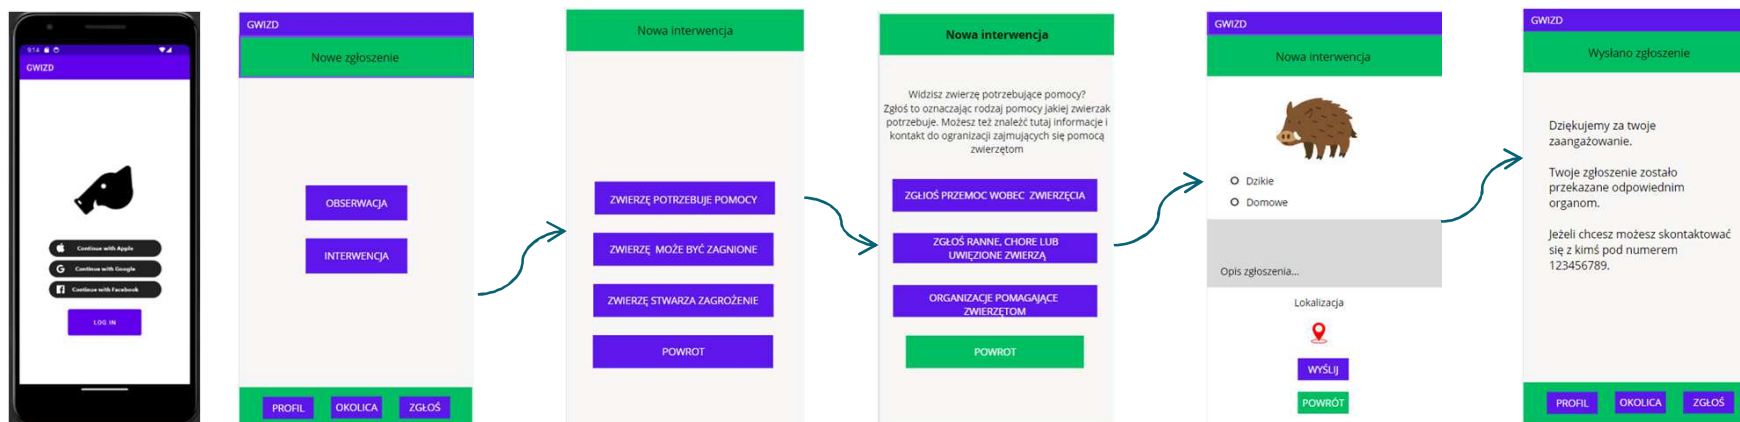 9:14
GWIZD
Continue with Apple
Continue with Google
Continue with Facebook
LOG IN
GWIZD
Nowe zgłoszenie
OBSERWACJA
INTERWENCJA
PROFIL
OKOLICA
ZGŁOŚ
Nowa interwencja
ZWIERZĘ POTRZEBUJE POMOCY
ZWIERZĘ MOŻE BYĆ ZAGNIONE
ZWIERZĘ STWARZA ZAGROŻENIE
POWROT
Nowa interwencja
Widzisz zwierzę potrzebujące pomocy?
Zgłoś to oznaczając rodzaj pomocy jakiej zwierzak
potrzebuje. Możesz też znaleźć tutaj informacje i
kontakt do ogranizacji zajmujących się pomocą
zwierzętom
ZGŁIOŚ PRZEMOC WOBEC ZWIERZĘCIA
ZGŁOŚ RANNE, CHORE LUB
UWIĘZIONE ZWIERZĄ
ORGANIZACJE POMAGAJĄCE
ZWIERZĘTOM
POWROT
GWIZD
Nowa interwencja
Dzikie
Domowe
Opis zgłoszenia...
Lokalizacja
WYŚLIJ
POWRÓT
GWIZD
Wysłano zgłoszenie
Dziękujemy za twoje
zaangażowanie.
Twoje zgłoszenie zostało
przekazane odpowiednim
organom.
Jeżeli chcesz możesz skontaktować
się z kimś pod numerem
123456789.
PROFIL
OKOLICA
ZGŁOŚ